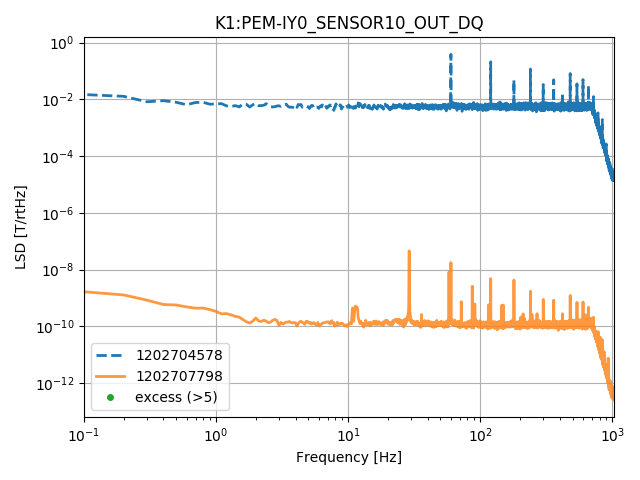 K1:PEM-IY0_SENSOR10_OUT_DQ
LSD [T/rtHz]
10⁰
10⁻²
10⁻⁴
10⁻⁶
10⁻⁸
10⁻¹⁰
10⁻¹²
1202704578
1202707798
excess (>5)
10⁻¹ 10⁰ 10¹ 10² 10³
Frequency [Hz]